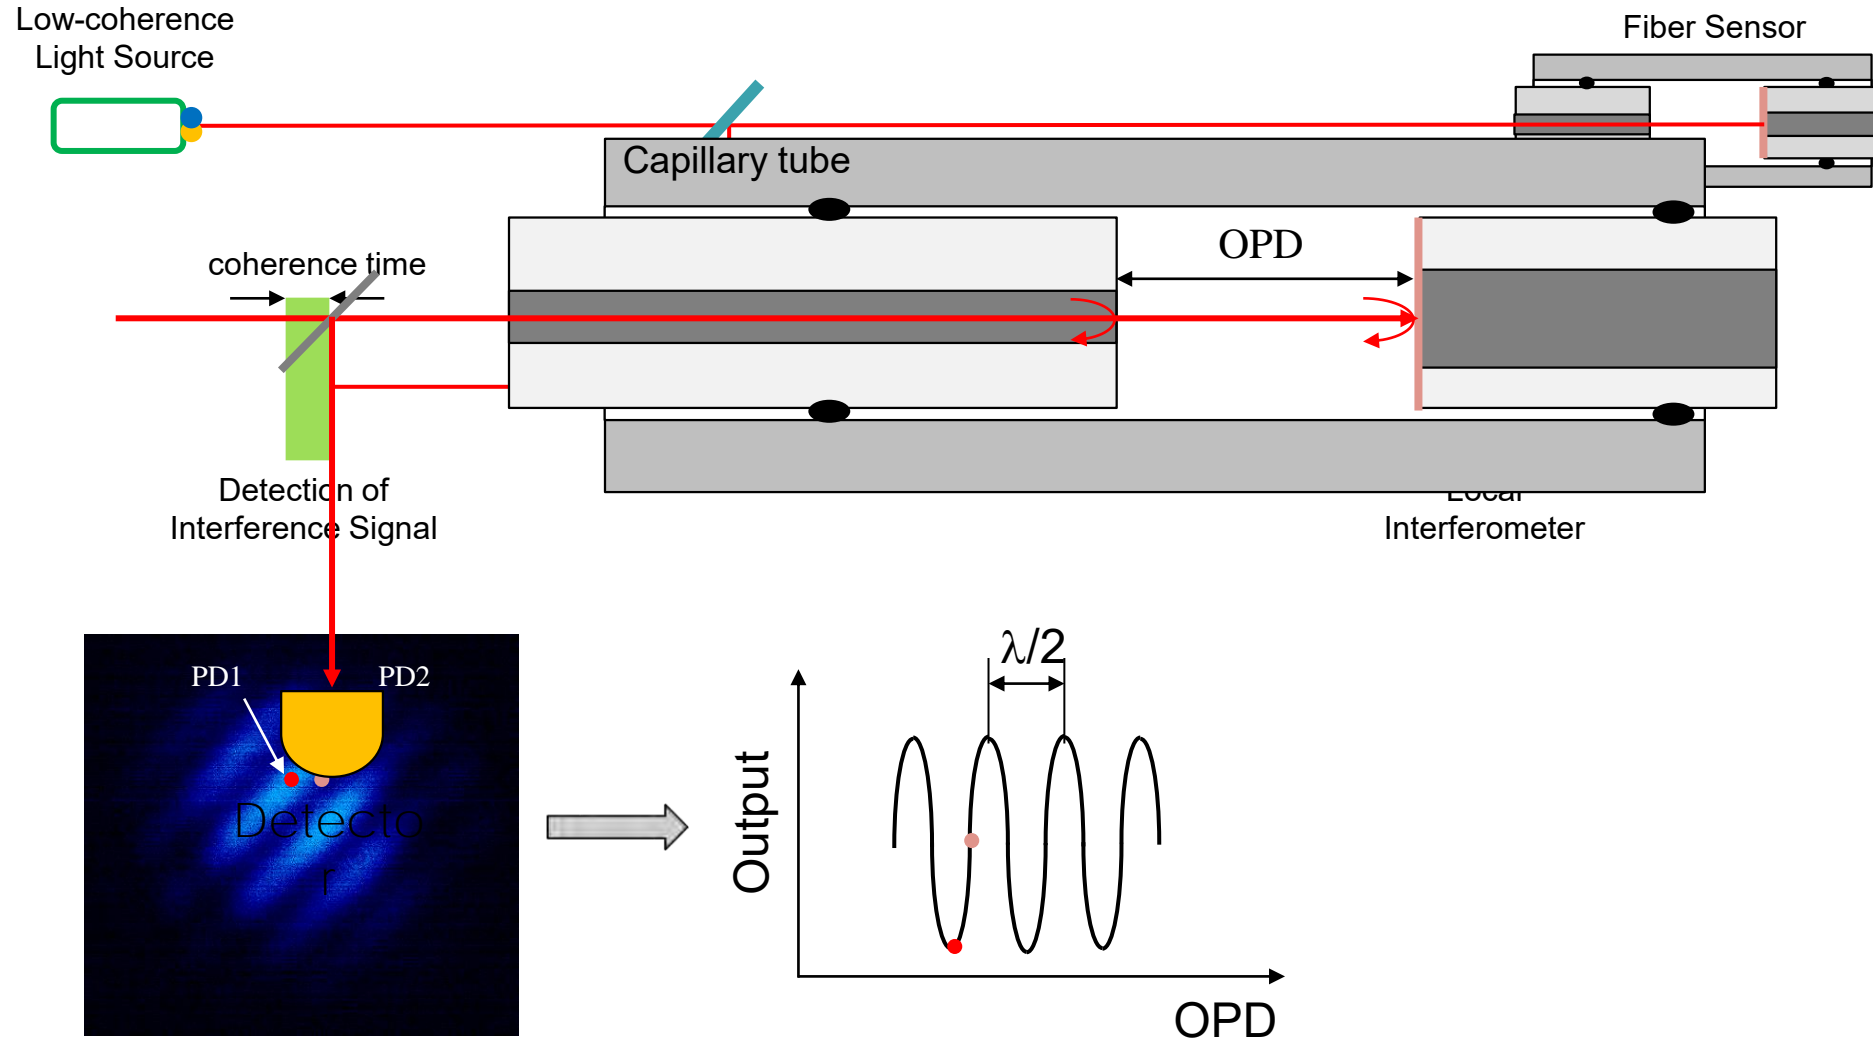 Low-coherence
Light Source
Fiber Sensor
Capillary tube
OPD
coherence time
Detection of
Interference Signal
Local
Interferometer
PD1
PD2
Detecto
r
λ/2
Output
OPD